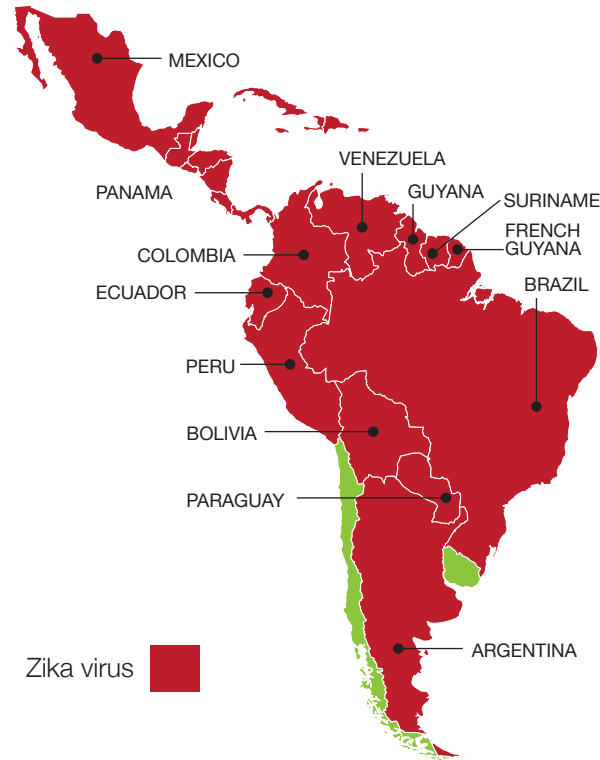 MEXICO
VENEZUELA
PANAMA
GUYANA
SURINAME
FRENCH
GUYANA
COLOMBIA
ECUADOR
BRAZIL
PERU
BOLIVIA
PARAGUAY
ARGENTINA
Zika virus